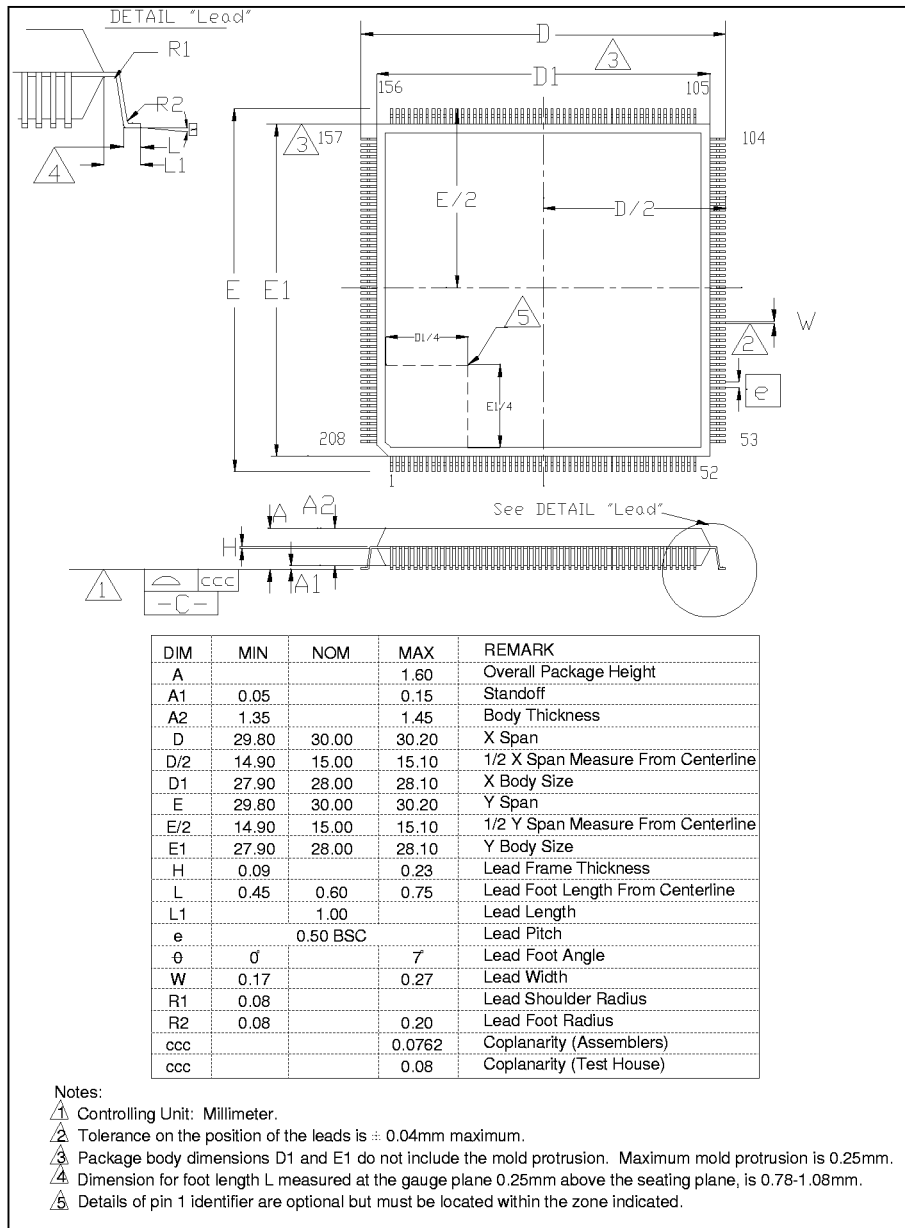 DETAIL "Lead"
R1
R2
L
L1
4
D
3
D1
156
105
3
157
104
E/2
D/2
E
E1
5
D1/4
E1/4
W
2
e
208
53
1
52
A
A2
See DETAIL "Lead"
H
A1
1
ccc
-C-
DIM MIN NOM MAX REMARK
A 1.60 Overall Package Height
A1 0.05 0.15 Standoff
A2 1.35 1.45 Body Thickness
D 29.80 30.00 30.20 X Span
D/2 14.90 15.00 15.10 1/2 X Span Measure From Centerline
D1 27.90 28.00 28.10 X Body Size
E 29.80 30.00 30.20 Y Span
E/2 14.90 15.00 15.10 1/2 Y Span Measure From Centerline
E1 27.90 28.00 28.10 Y Body Size
H 0.09 0.23 Lead Frame Thickness
L 0.45 0.60 0.75 Lead Foot Length From Centerline
L1 1.00 Lead Length
e 0.50 BSC Lead Pitch
θ 0° 7° Lead Foot Angle
W 0.17 0.27 Lead Width
R1 0.08 Lead Shoulder Radius
R2 0.08 0.20 Lead Foot Radius
ccc 0.0762 Coplanarity (Assemblers)
ccc 0.08 Coplanarity (Test House)
Notes:
1 Controlling Unit: Millimeter.
2 Tolerance on the position of the leads is ± 0.04mm maximum.
3 Package body dimensions D1 and E1 do not include the mold protrusion. Maximum mold protrusion is 0.25mm.
4 Dimension for foot length L measured at the gauge plane 0.25mm above the seating plane, is 0.78-1.08mm.
5 Details of pin 1 identifier are optional but must be located within the zone indicated.